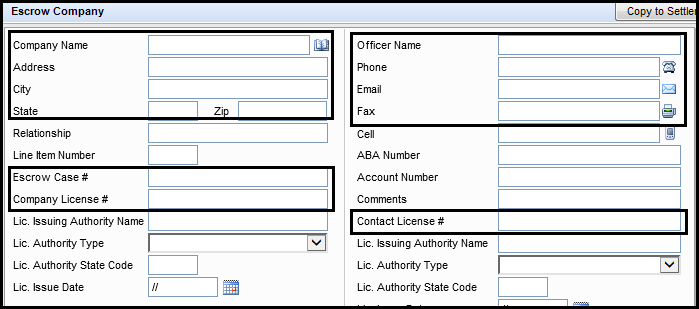 Escrow Company
Copy to Settler
Company Name
Address
City
State Zip
Relationship
Line Item Number
Escrow Case #
Company License #
Lic. Issuing Authority Name
Lic. Authority Type
Lic. Authority State Code
Lic. Issue Date //
Officer Name
Phone
Email
Fax
Cell
ABA Number
Account Number
Comments
Contact License #
Lic. Issuing Authority Name
Lic. Authority Type
Lic. Authority State Code